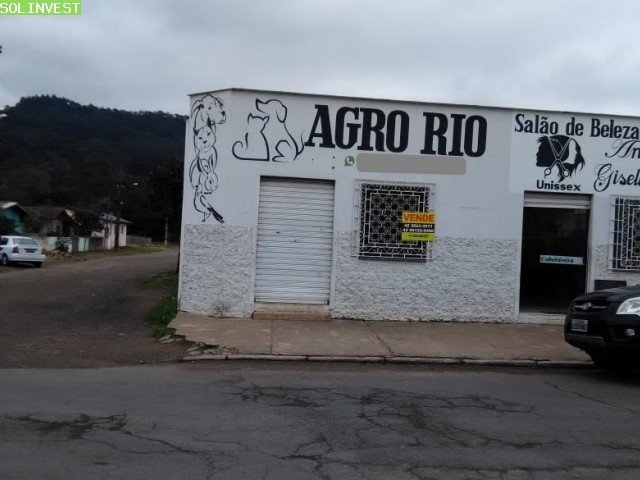 SOLINVEST
AGRO RIO
Salão de Beleza
Unissex
Gisel
VENDE
Cabeleireiro